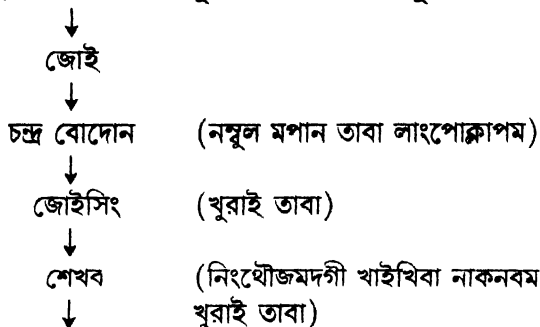 জোই
চন্দ্র বোদোন (নম্বুল মপান তাবা লাংপোক্লাপম)
জোইসিং (খুরাই তাবা)
শেখব (নিংথৌজমদগী খাইখিবা নাকনবম
খুরাই তাবা)